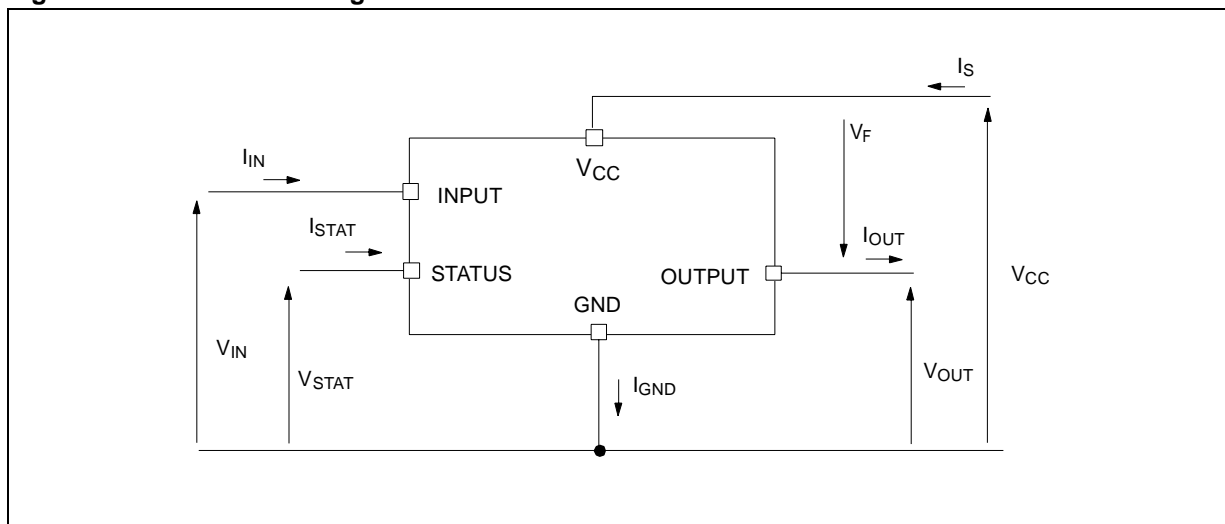 IS
VF
VCC
IIN
INPUT
ISTAT
IOUT
STATUS
OUTPUT
VCC
GND
VIN
VSTAT
IGND
VOUT